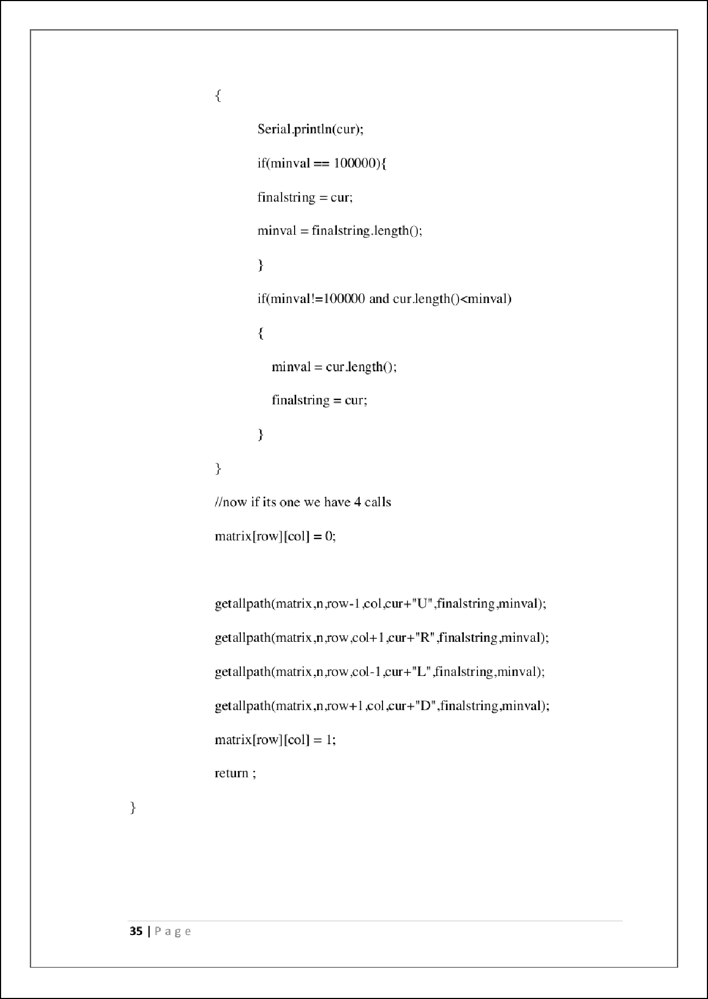 {
Serial.println(cur);
if(minval == 100000){
finalstring = cur;
minval = finalstring.length();
}
if(minval!=100000 and cur.length()<minval)
{
minval = cur.length();
finalstring = cur;
}
}
//now if its one we have 4 calls
matrix[row][col] = 0;
getallpath(matrix,n,row-1,col,cur+"U",finalstring,minval);
getallpath(matrix,n,row,col+1,cur+"R",finalstring,minval);
getallpath(matrix,n,row,col-1,cur+"L",finalstring,minval);
getallpath(matrix,n,row+1,col,cur+"D",finalstring,minval);
matrix[row][col] = 1;
return ;
}
35 | P a g e